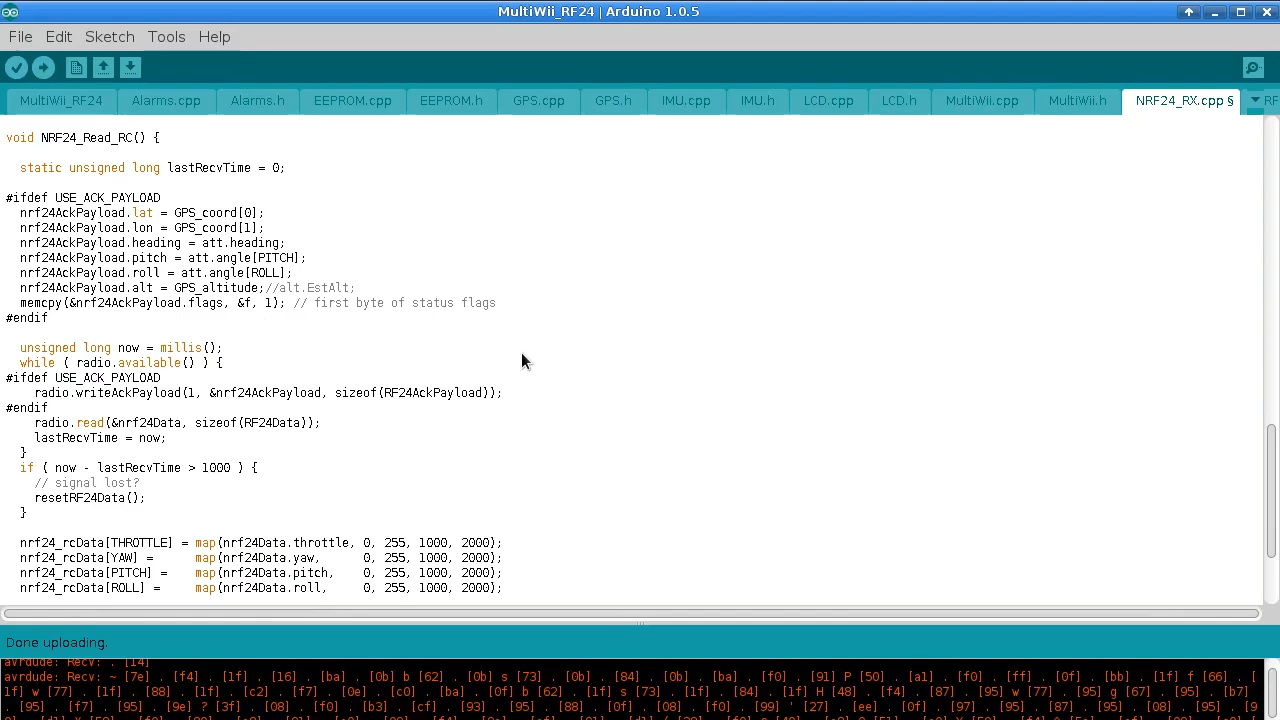 MultiWii_RF24 | Arduino 1.0.5
File Edit Sketch Tools Help
MultiWii_RF24 Alarms.cpp Alarms.h EEPROM.cpp EEPROM.h GPS.cpp GPS.h IMU.cpp IMU.h LCD.cpp LCD.h MultiWii.cpp MultiWii.h NRF24_RX.cpp § RF
void NRF24_Read_RC() {
static unsigned long lastRecvTime = 0;
#ifdef USE_ACK_PAYLOAD
nrf24AckPayload.lat = GPS_coord[0];
nrf24AckPayload.lon = GPS_coord[1];
nrf24AckPayload.heading = att.heading;
nrf24AckPayload.pitch = att.angle[PITCH];
nrf24AckPayload.roll = att.angle[ROLL];
nrf24AckPayload.alt = GPS_altitude;//alt.EstAlt;
memcpy(&nrf24AckPayload.flags, &f, 1); // first byte of status flags
#endif
unsigned long now = millis();
while ( radio.available() ) {
#ifdef USE_ACK_PAYLOAD
radio.writeAckPayload(1, &nrf24AckPayload, sizeof(RF24AckPayload));
#endif
radio.read(&nrf24Data, sizeof(RF24Data));
lastRecvTime = now;
}
if ( now - lastRecvTime > 1000 ) {
// signal lost?
resetRF24Data();
}
nrf24_rcData[THROTTLE] = map(nrf24Data.throttle, 0, 255, 1000, 2000);
nrf24_rcData[YAW] = map(nrf24Data.yaw, 0, 255, 1000, 2000);
nrf24_rcData[PITCH] = map(nrf24Data.pitch, 0, 255, 1000, 2000);
nrf24_rcData[ROLL] = map(nrf24Data.roll, 0, 255, 1000, 2000);
Done uploading.
avrdude: Recv: . [14]
avrdude: Recv: ~ [7e] . [f4] . [1f] . [16] . [ba] . [0b] b [62] . [0b] s [73] . [0b] . [84] . [0b] . [ba] . [f0] . [91] P [50] . [a1] . [f0] . [ff] . [0f] . [bb] . [1f] f [66] . [
1f] w [77] . [1f] . [88] . [1f] . [c2] . [f7] . [0e] . [c0] . [ba] . [0f] b [62] . [1f] s [73] . [1f] . [84] . [1f] H [48] . [f4] . [87] . [95] w [77] . [95] g [67] . [95] . [b7]
. [95] . [f7] . [95] . [9e] ? [3f] . [08] . [f0] . [b3] . [cf] . [93] . [95] . [88] . [0f] . [08] . [f0] . [99] ' [27] . [ee] . [0f] . [97] . [95] . [87] . [95] . [08] . [95] . [9